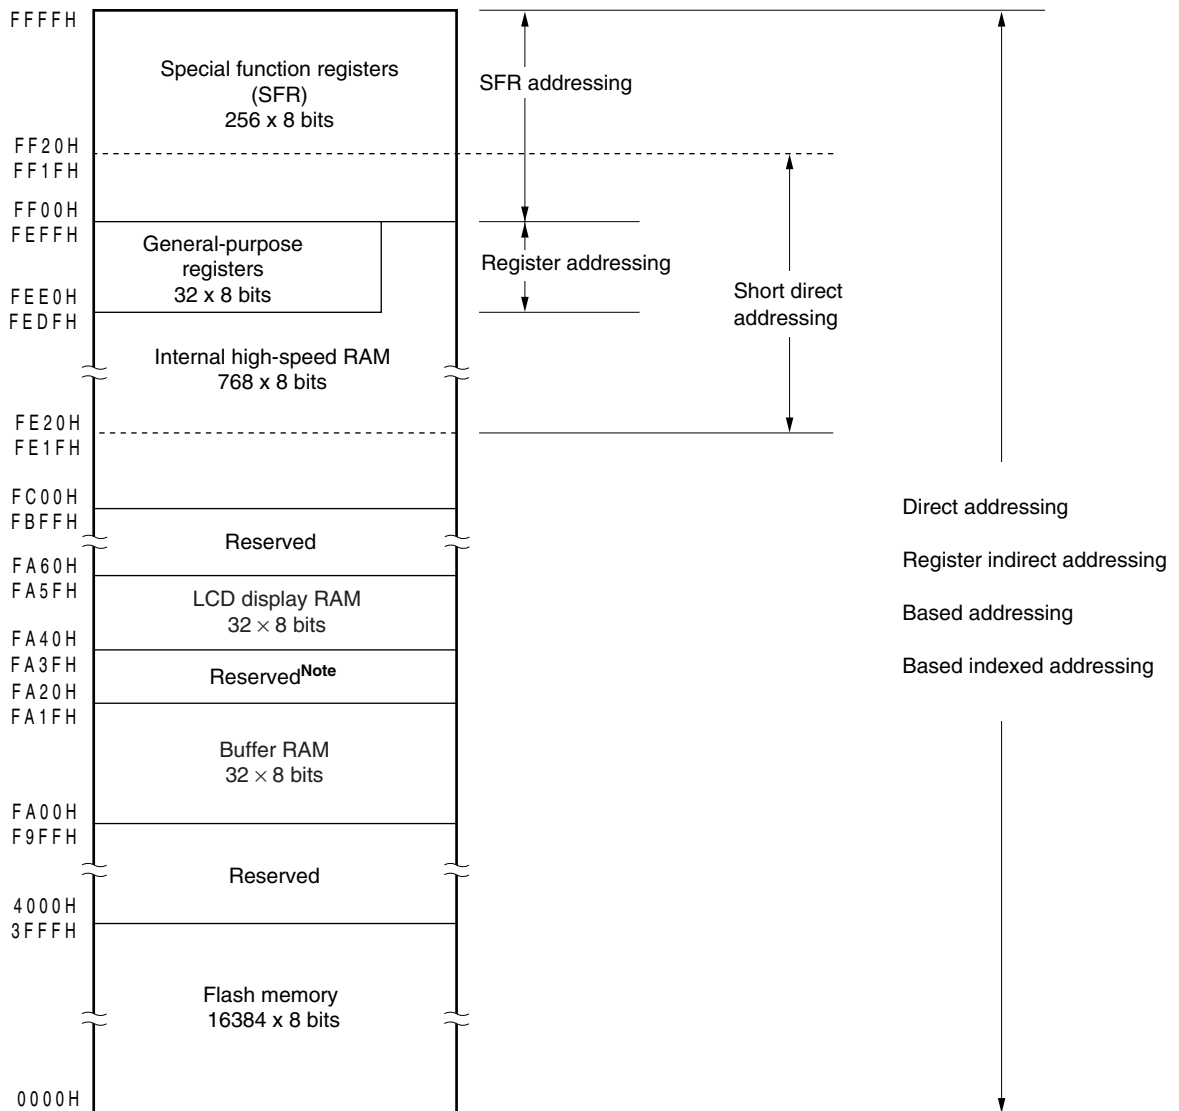 FFFFH
Special function registers
(SFR)
256 x 8 bits
SFR addressing
FF20H
FF1FH
FF00H
FEFFH
General-purpose
registers
32 x 8 bits
Register addressing
Short direct
addressing
FEE0H
FEDFH
Internal high-speed RAM
768 x 8 bits
FE20H
FE1FH
FC00H
FBFFH
Reserved
Direct addressing
Register indirect addressing
Based addressing
Based indexed addressing
FA60H
FA5FH
LCD display RAM
32 × 8 bits
FA40H
FA3FH
ReservedNote
FA20H
FA1FH
Buffer RAM
32 × 8 bits
FA00H
F9FFH
Reserved
4000H
3FFFH
Flash memory
16384 x 8 bits
0000H